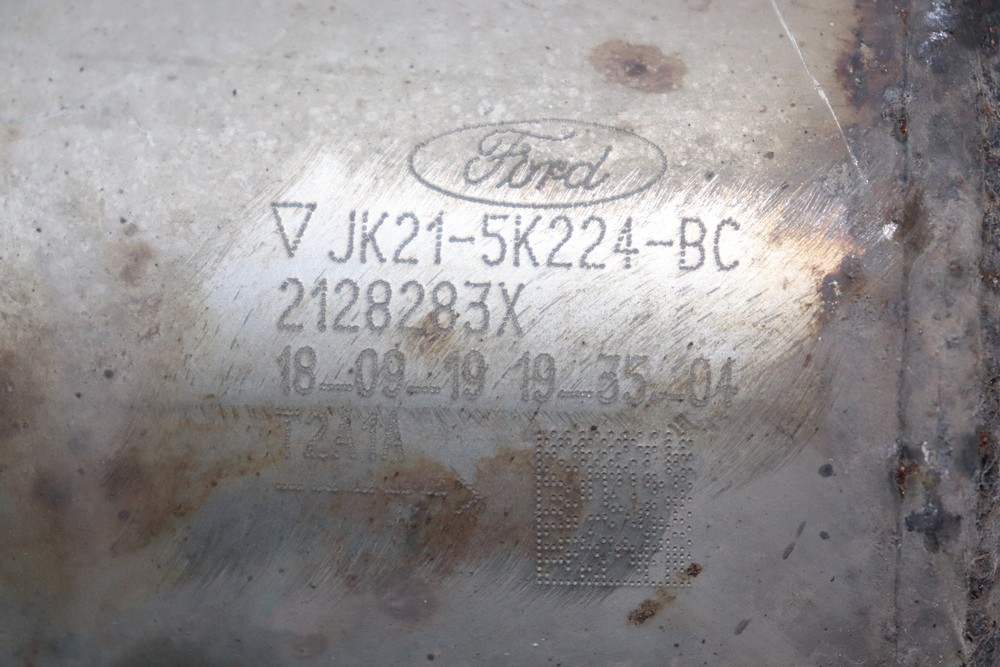 Ford
JK21-5K224-BC
2128283X
18-09-19 19-35-04
T2A1A